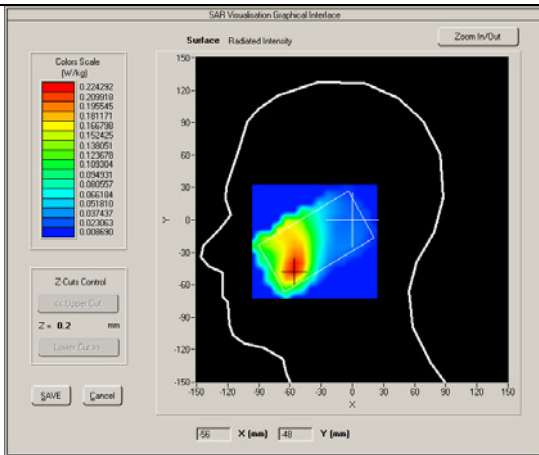 SAR Visualisation Graphical Interface
Surface Radiated Intensity
Zoom In/Out
Colors Scale
(W/kg)
0.224292
0.209918
0.195545
0.181171
0.166798
0.152425
0.138051
0.123678
0.109304
0.094931
0.080557
0.066184
0.051810
0.037437
0.023063
0.008690
150
120
90
60
30
0
-30
-60
-90
-120
-150
Y
-150 -120 -90 -60 -30 0 30 60 90 120 150
X
Z Cuts Control
<< Upper Cut
Z = 0.2 mm
Lower Cut >>
SAVE Cancel
-56 X (mm) -48 Y (mm)